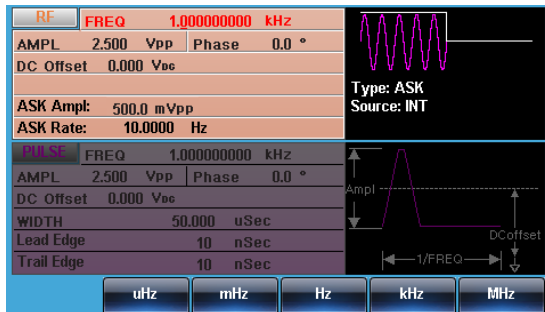 RF FREQ 1.000000000 kHz
AMPL 2.500 Vpp Phase 0.0 °
DC Offset 0.000 VDC
ASK Ampl: 500.0 mVpp
ASK Rate: 10.0000 Hz
Type: ASK
Source: INT
PULSE FREQ 1.000000000 kHz
AMPL 2.500 Vpp Phase 0.0 °
DC Offset 0.000 VDC
WIDTH 50.000 uSec
Lead Edge 10 nSec
Trail Edge 10 nSec
Ampl
DCoffset
1/FREQ
uHz mHz Hz kHz MHz